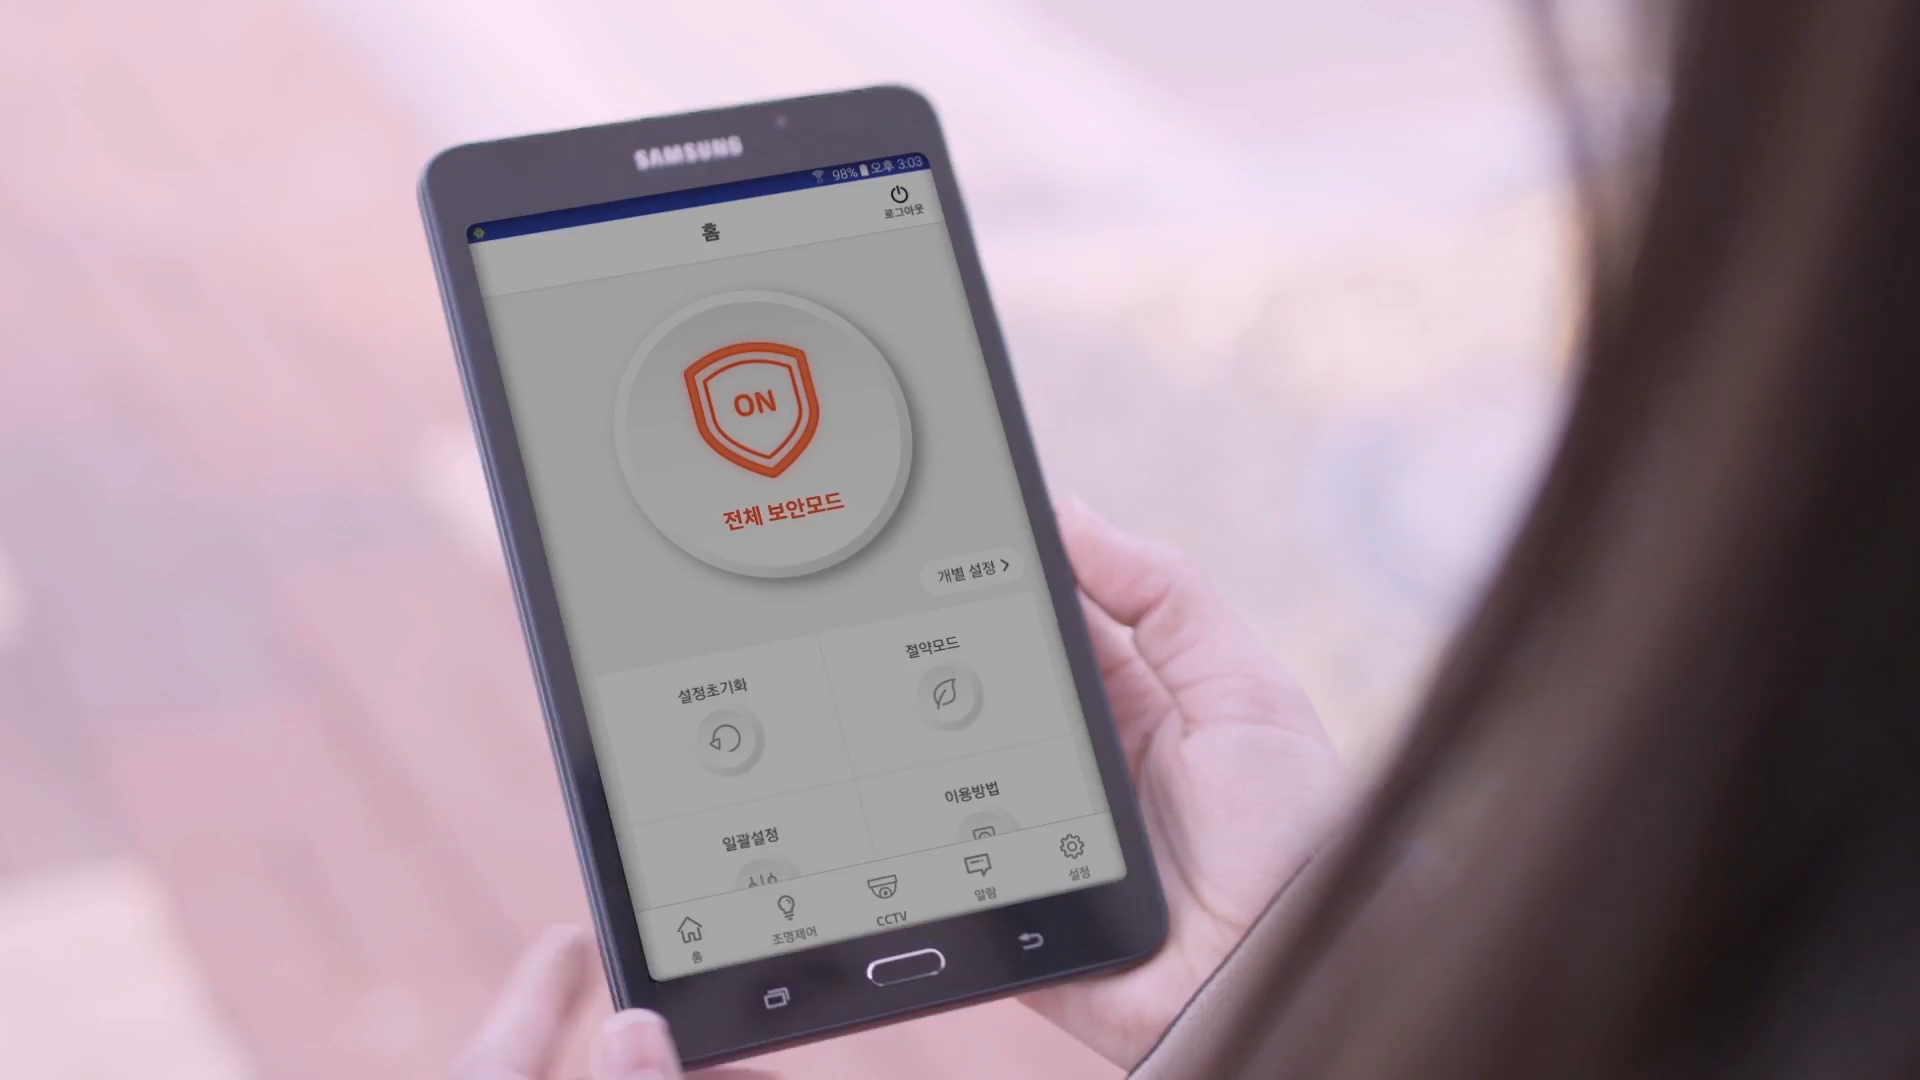 SAMSUNG
98% 오후 3:03
홈
로그아웃
ON
전체 보안모드
개별 설정
설정초기화
절약모드
일괄설정
이용방법
홈
조명제어
CCTV
알람
설정